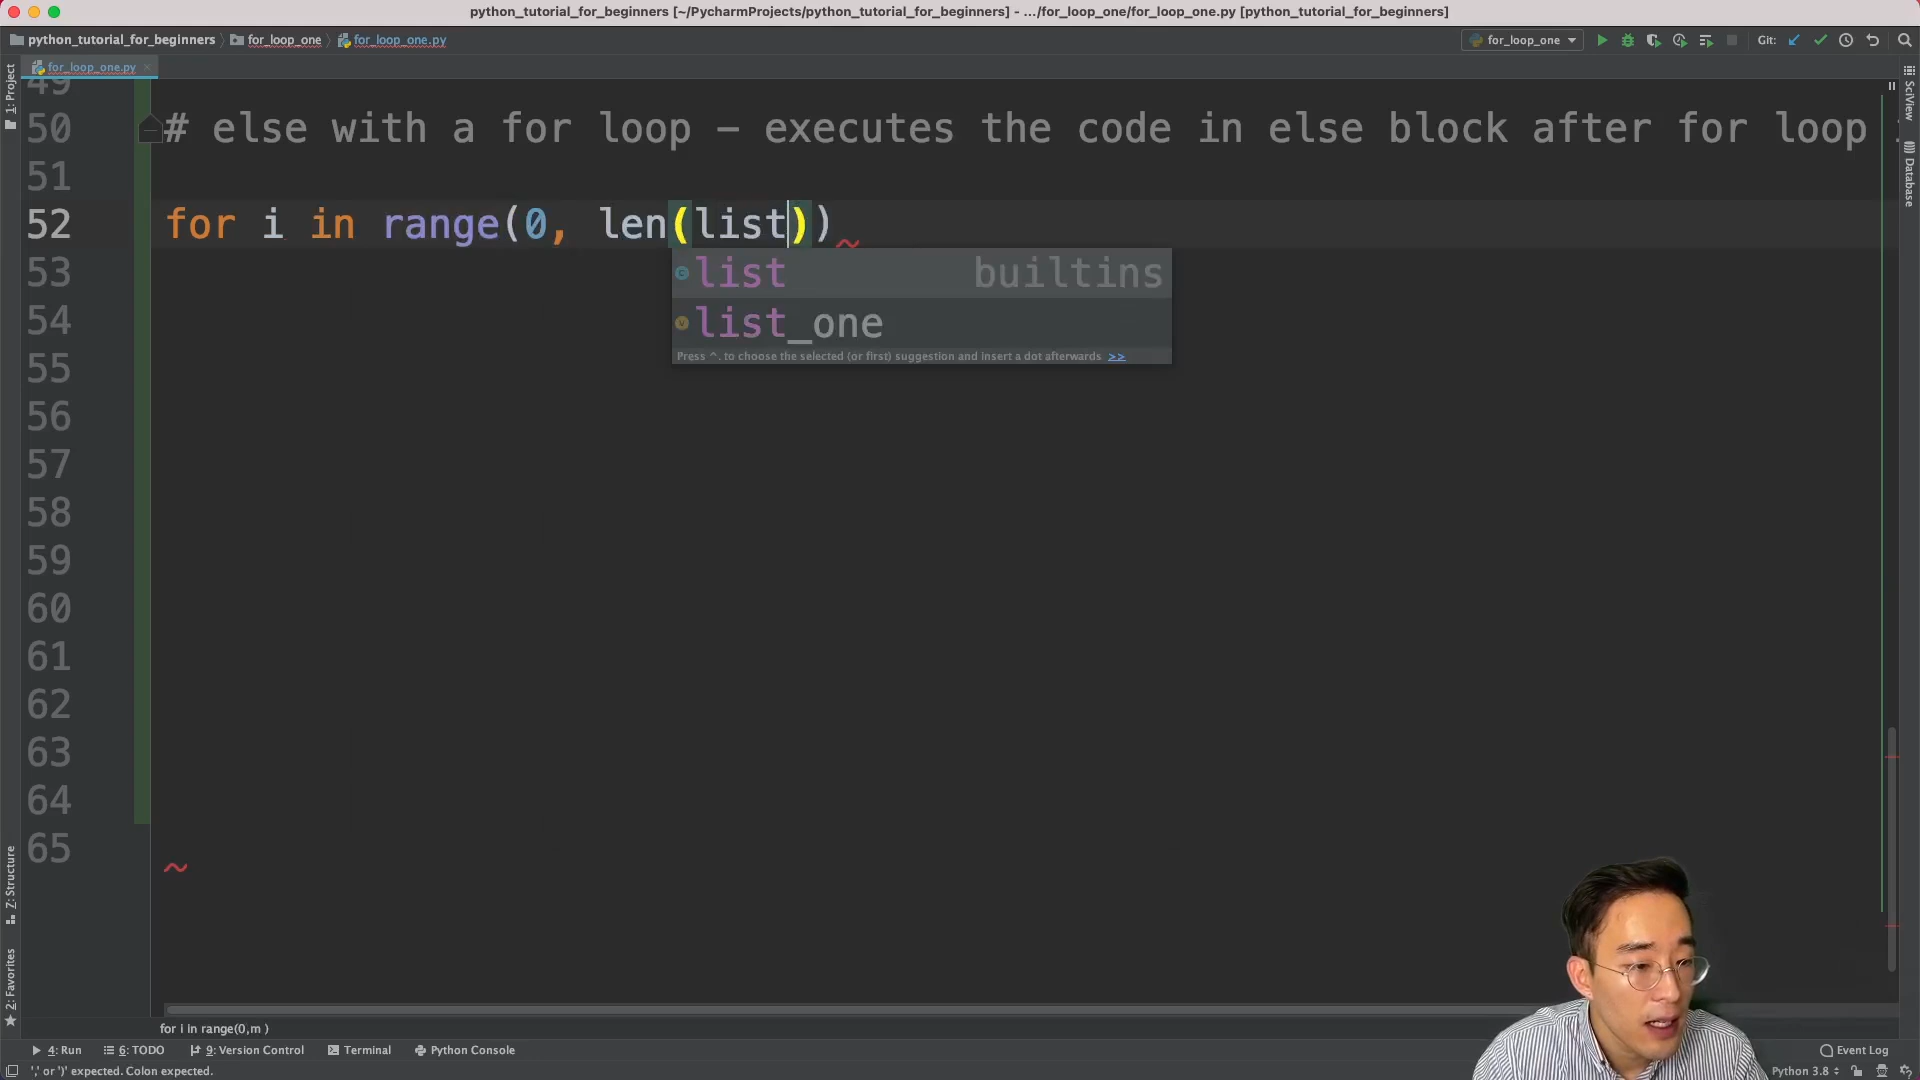 python_tutorial_for_beginners [~/PycharmProjects/python_tutorial_for_beginners] - .../for_loop_one/for_loop_one.py [python_tutorial_for_beginners]
python_tutorial_for_beginners for_loop_one for_loop_one.py
for_loop_one Git:
for_loop_one.py
1: Project
SciView
Database
49
50 # else with a for loop – executes the code in else block after for loop
51
52 for i in range(0, len(list))
53 list builtins
54 list_one
Press ^. to choose the selected (or first) suggestion and insert a dot afterwards >>
55
56
57
58
59
60
61
62
63
64
65
Z: Structure
2: Favorites
for i in range(0,m )
4: Run 6: TODO 9: Version Control Terminal Python Console Event Log
',' or ')' expected. Colon expected. Python 3.8